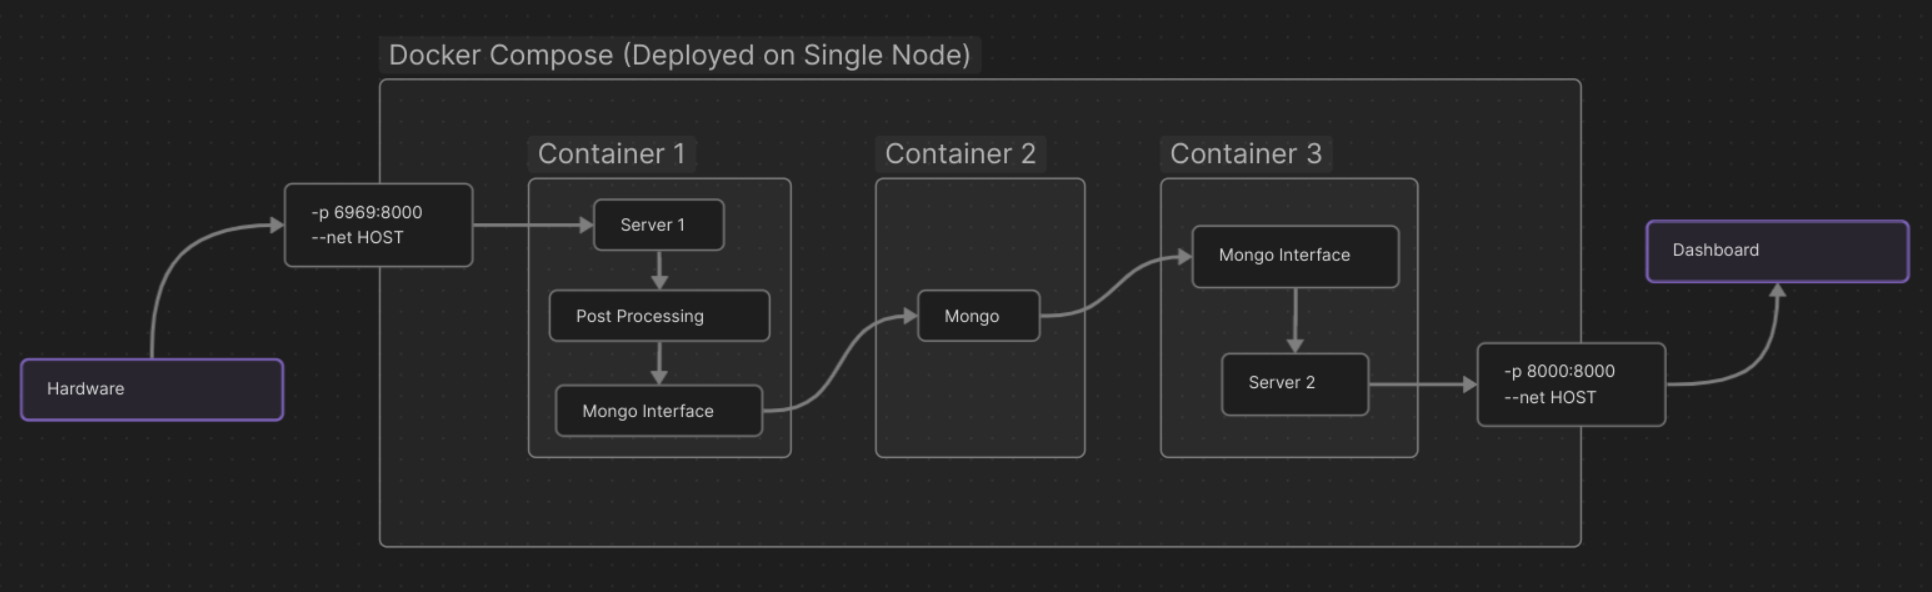 Docker Compose (Deployed on Single Node)
Container 1
Container 2
Container 3
-p 6969:8000
--net HOST
Server 1
Post Processing
Mongo Interface
Mongo
Mongo Interface
Server 2
-p 8000:8000
--net HOST
Hardware
Dashboard